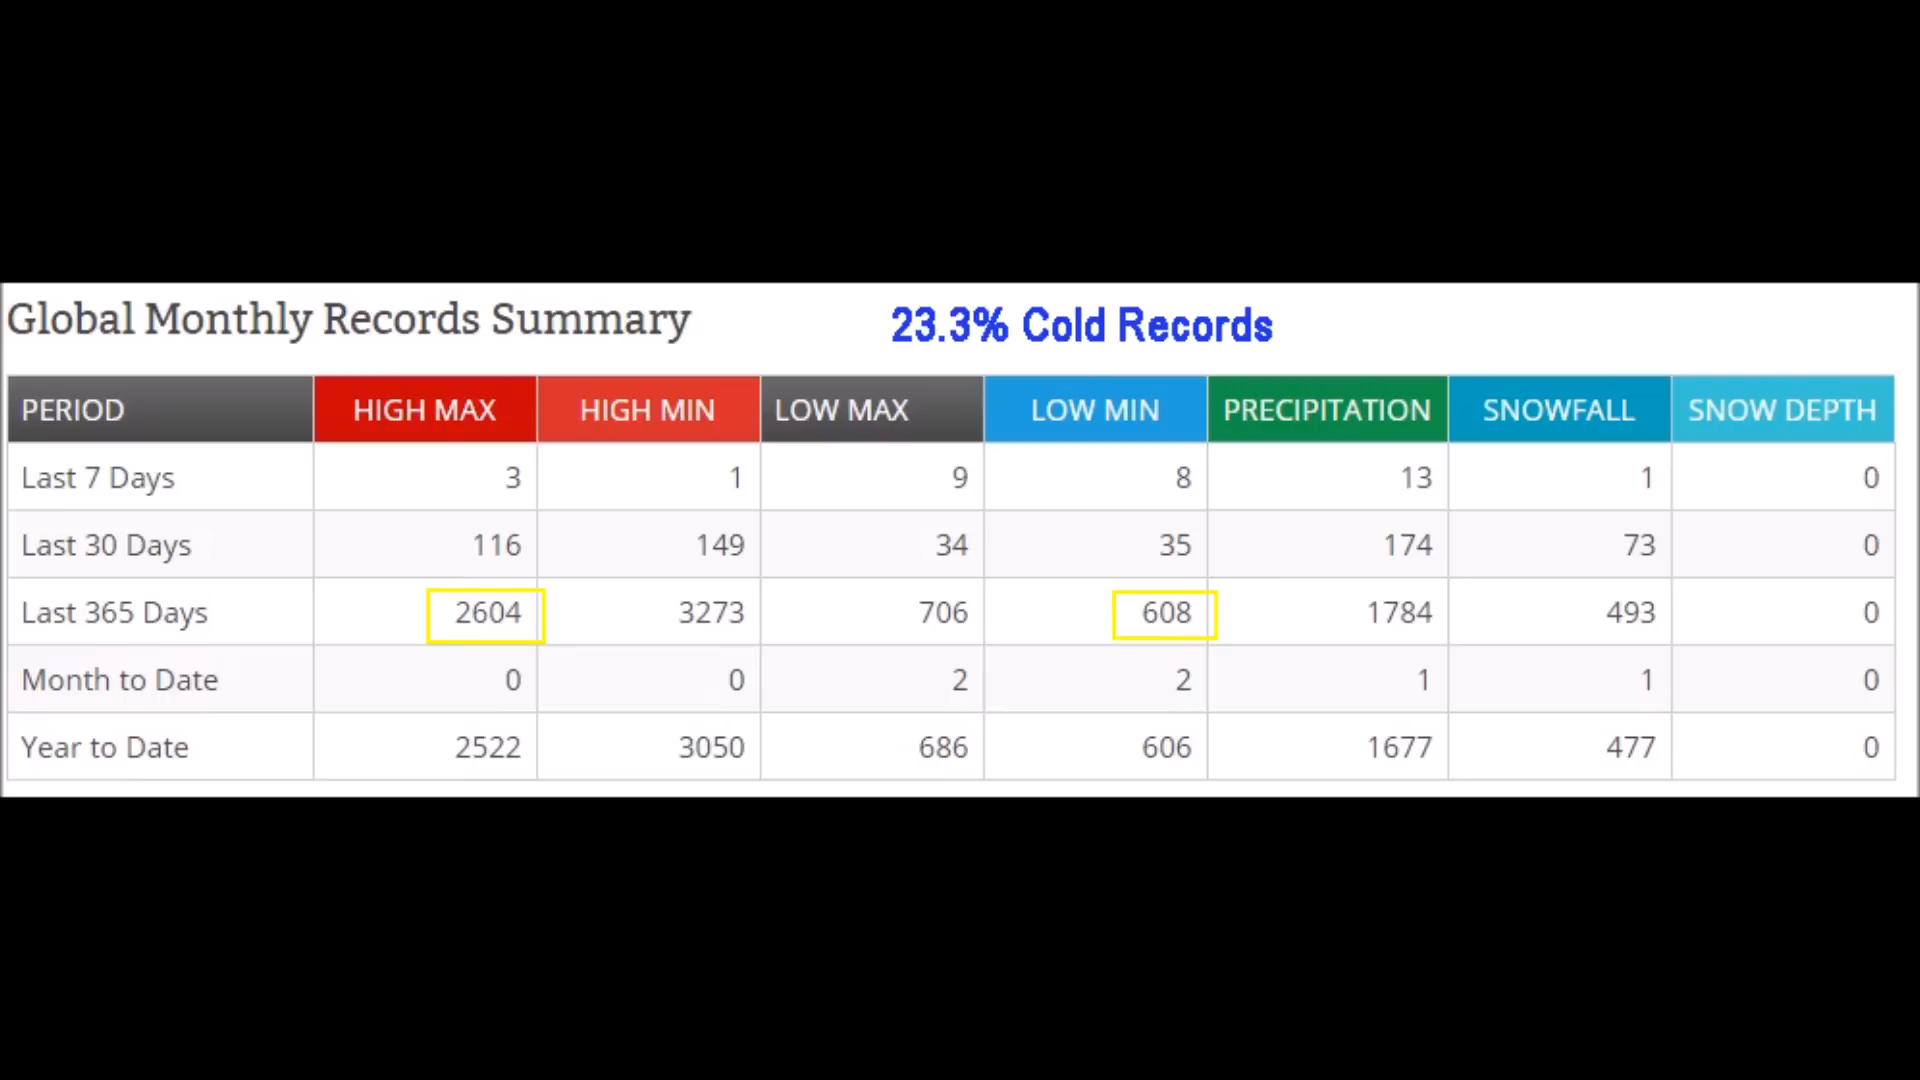 Global Monthly Records Summary
23.3% Cold Records
PERIOD HIGH MAX HIGH MIN LOW MAX LOW MIN PRECIPITATION SNOWFALL SNOW DEPTH
Last 7 Days 3 1 9 8 13 1 0
Last 30 Days 116 149 34 35 174 73 0
Last 365 Days 2604 3273 706 608 1784 493 0
Month to Date 0 0 2 2 1 1 0
Year to Date 2522 3050 686 606 1677 477 0